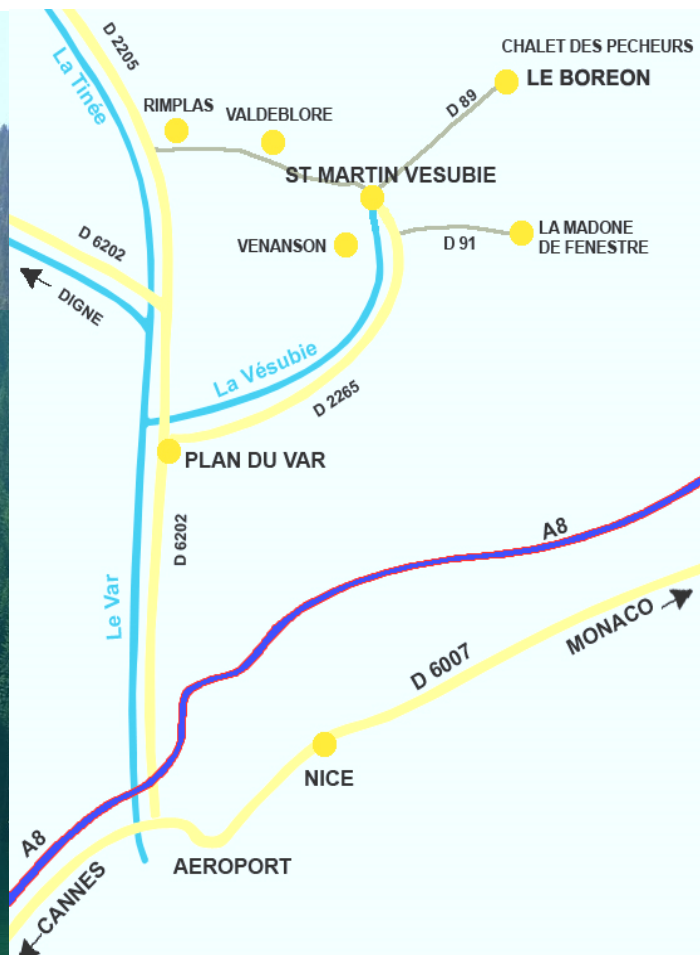 D 2205
La Tinée
CHALET DES PECHEURS
LE BOREON
D 89
RIMPLAS
VALDEBLORE
ST MARTIN VESUBIE
D 6202
VENANSON
D 91
LA MADONE
DE FENESTRE
DIGNE
La Vésubie
D 2265
PLAN DU VAR
D 6202
A8
Le Var
MONACO
D 6007
NICE
A8
AEROPORT
CANNES